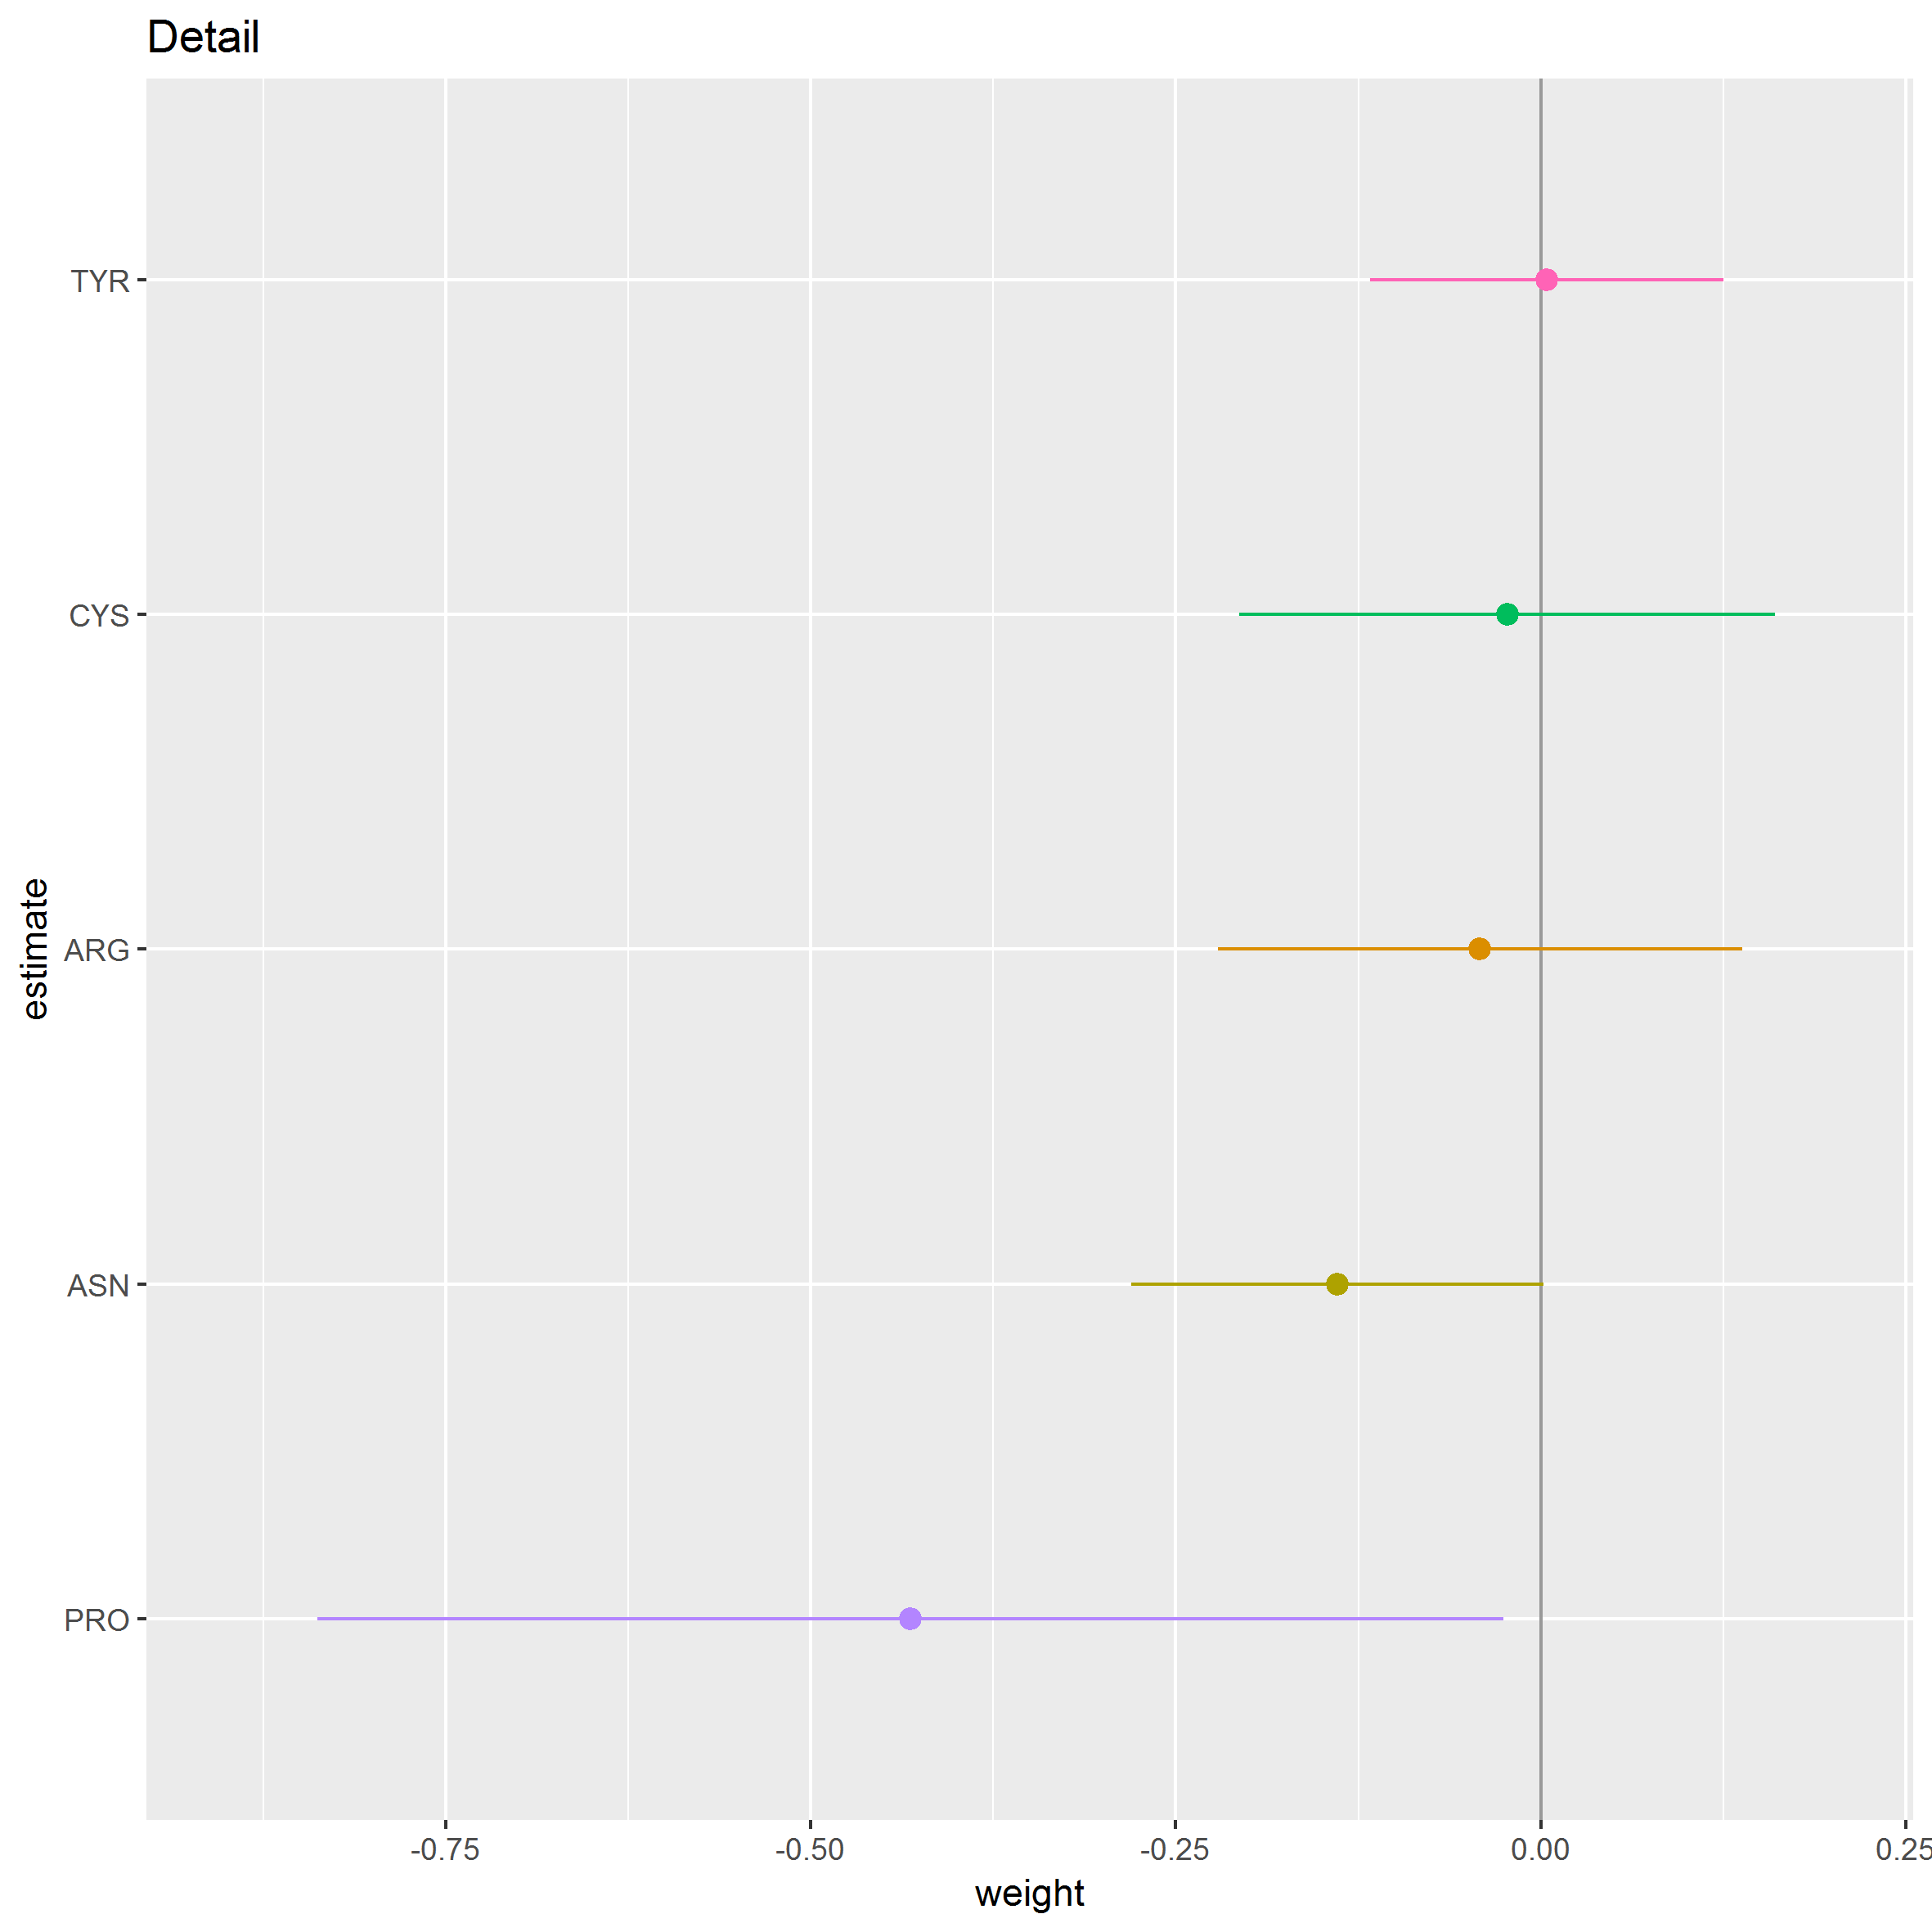 Detail
TYR
CYS
ARG
ASN
PRO
estimate
-0.75 -0.50 -0.25 0.00 0.25
weight